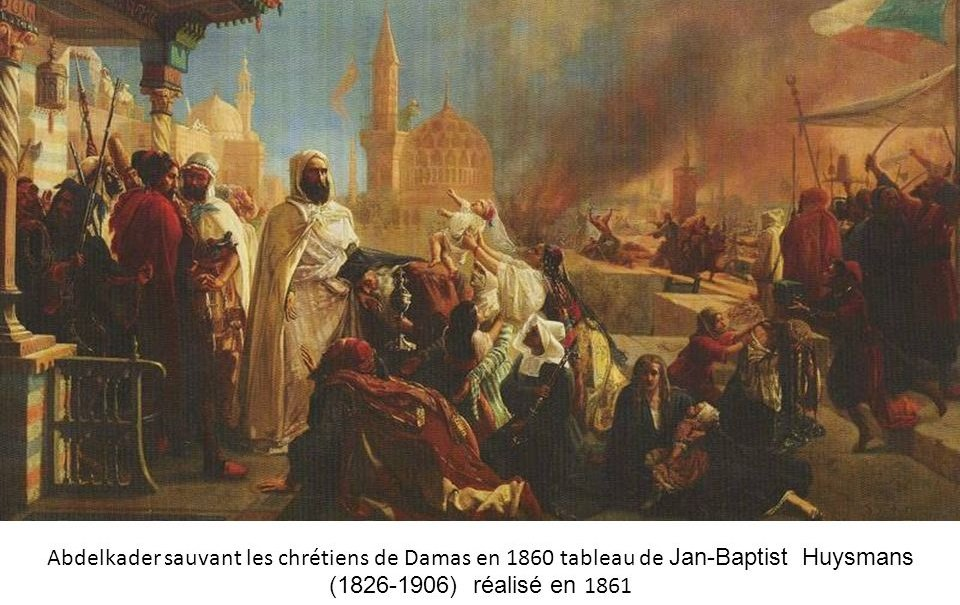 Abdelkader sauvant les chrétiens de Damas en 1860 tableau de Jan-Baptist Huysmans
(1826-1906) réalisé en 1861